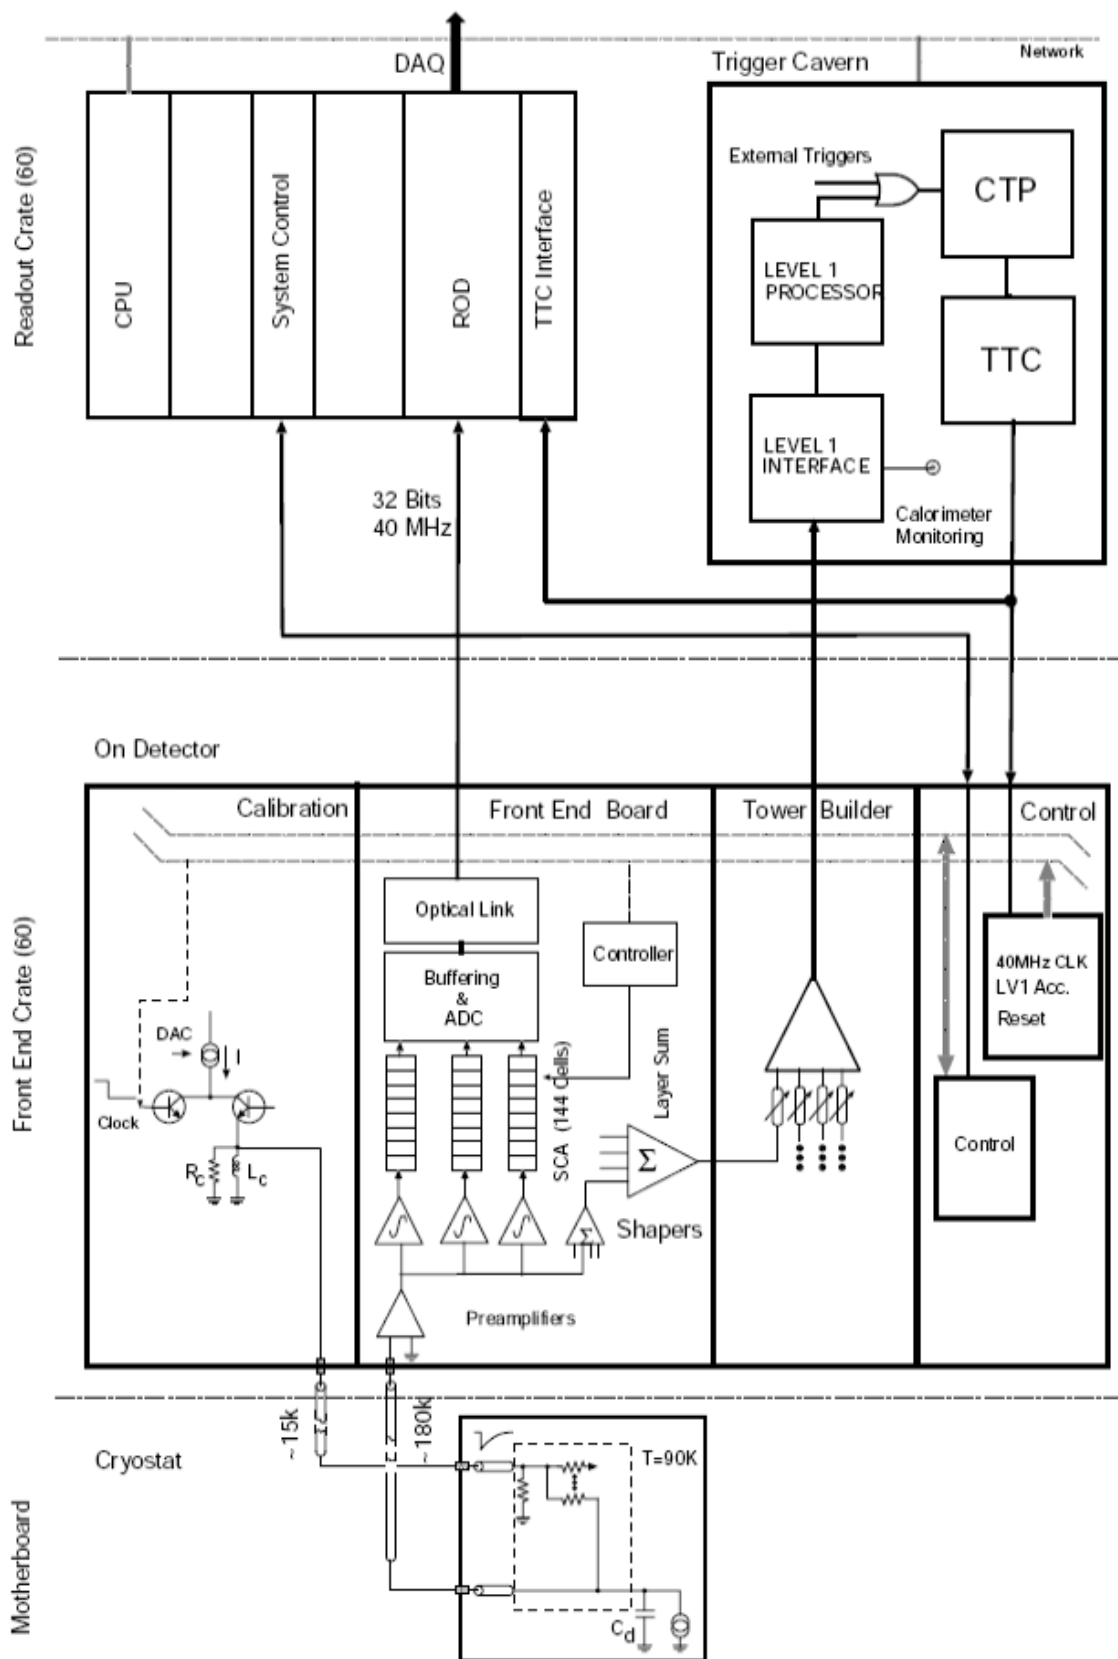 Network
DAQ
Trigger Cavern
Readout Crate (60)
CPU
System Control
ROD
TTC Interface
External Triggers
CTP
LEVEL 1
PROCESSOR
TTC
LEVEL 1
INTERFACE
Calorimeter
Monitoring
32 Bits
40 MHz
On Detector
Front End Crate (60)
Calibration
Front End Board
Tower Builder
Control
Optical Link
Controller
Buffering
&
ADC
40MHz CLK
LV1 Acc.
Reset
DAC
I
Clock
Rc
Lc
SCA (144 Cells)
Layer Sum
Σ
Σ
Shapers
Control
Preamplifiers
~15k
~180k
Cryostat
T=90K
Motherboard
Cd